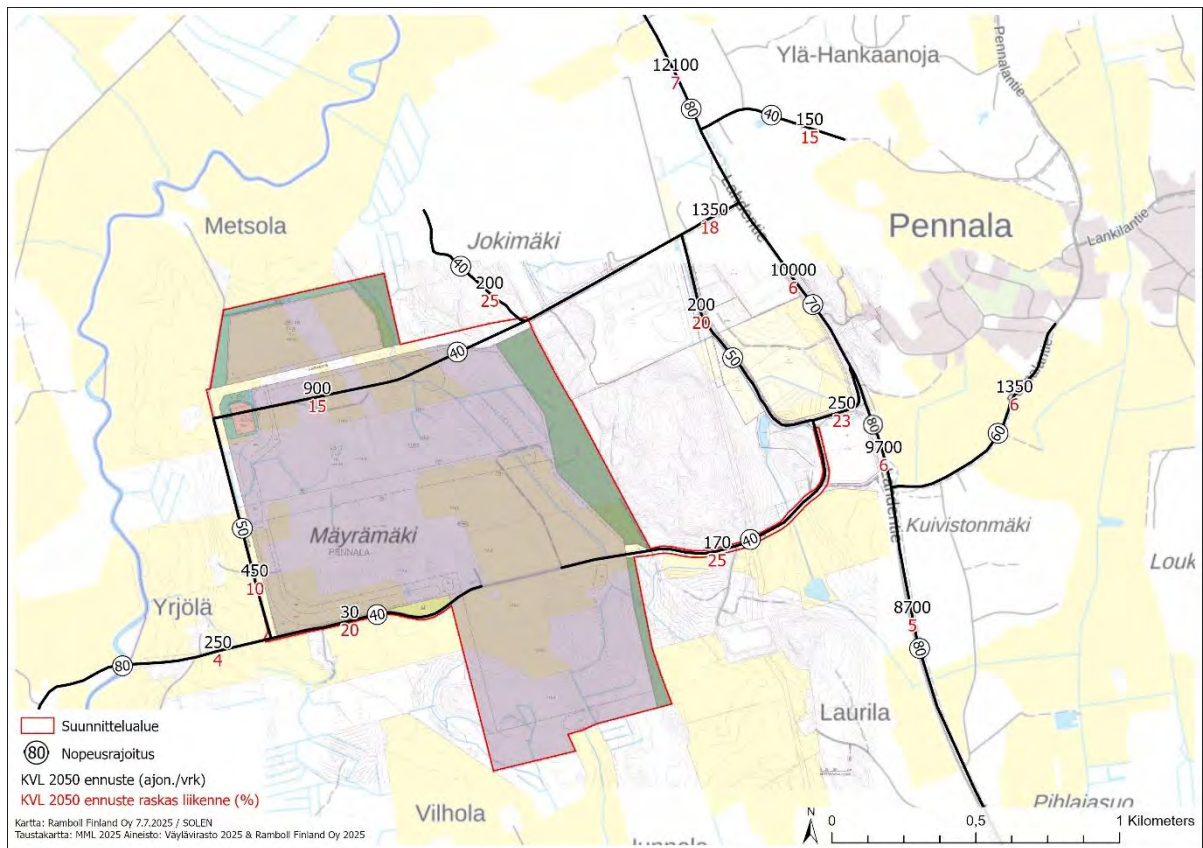 12100
7
80
Ylä-Hankaanoja
Pennalantie
40
150
15
Metsola
Jokimäki
40
200
25
1350
18
Lahdentie
Pennala
Lankilantie
10000
6
70
200
20
50
40
900
15
250
23
80
9700
6
1350
6
60
Lahdentie
Kuivistonmäki
Mäyrämäki
PENNALA
50
170
25
40
450
10
Yrjölä
30
20
40
250
4
80
8700
5
80
Laurila
Vilhola
Pihlajasuo
Suunnittelualue
80 Nopeusrajoitus
KVL 2050 ennuste (ajon./vrk)
KVL 2050 ennuste raskas liikenne (%)
Kartta: Ramboll Finland Oy 7.7.2025 / SOLEN
Taustakartta: MML 2025 Aineisto: Väylävirasto 2025 & Ramboll Finland Oy 2025
N
0 0,5 1 Kilometers